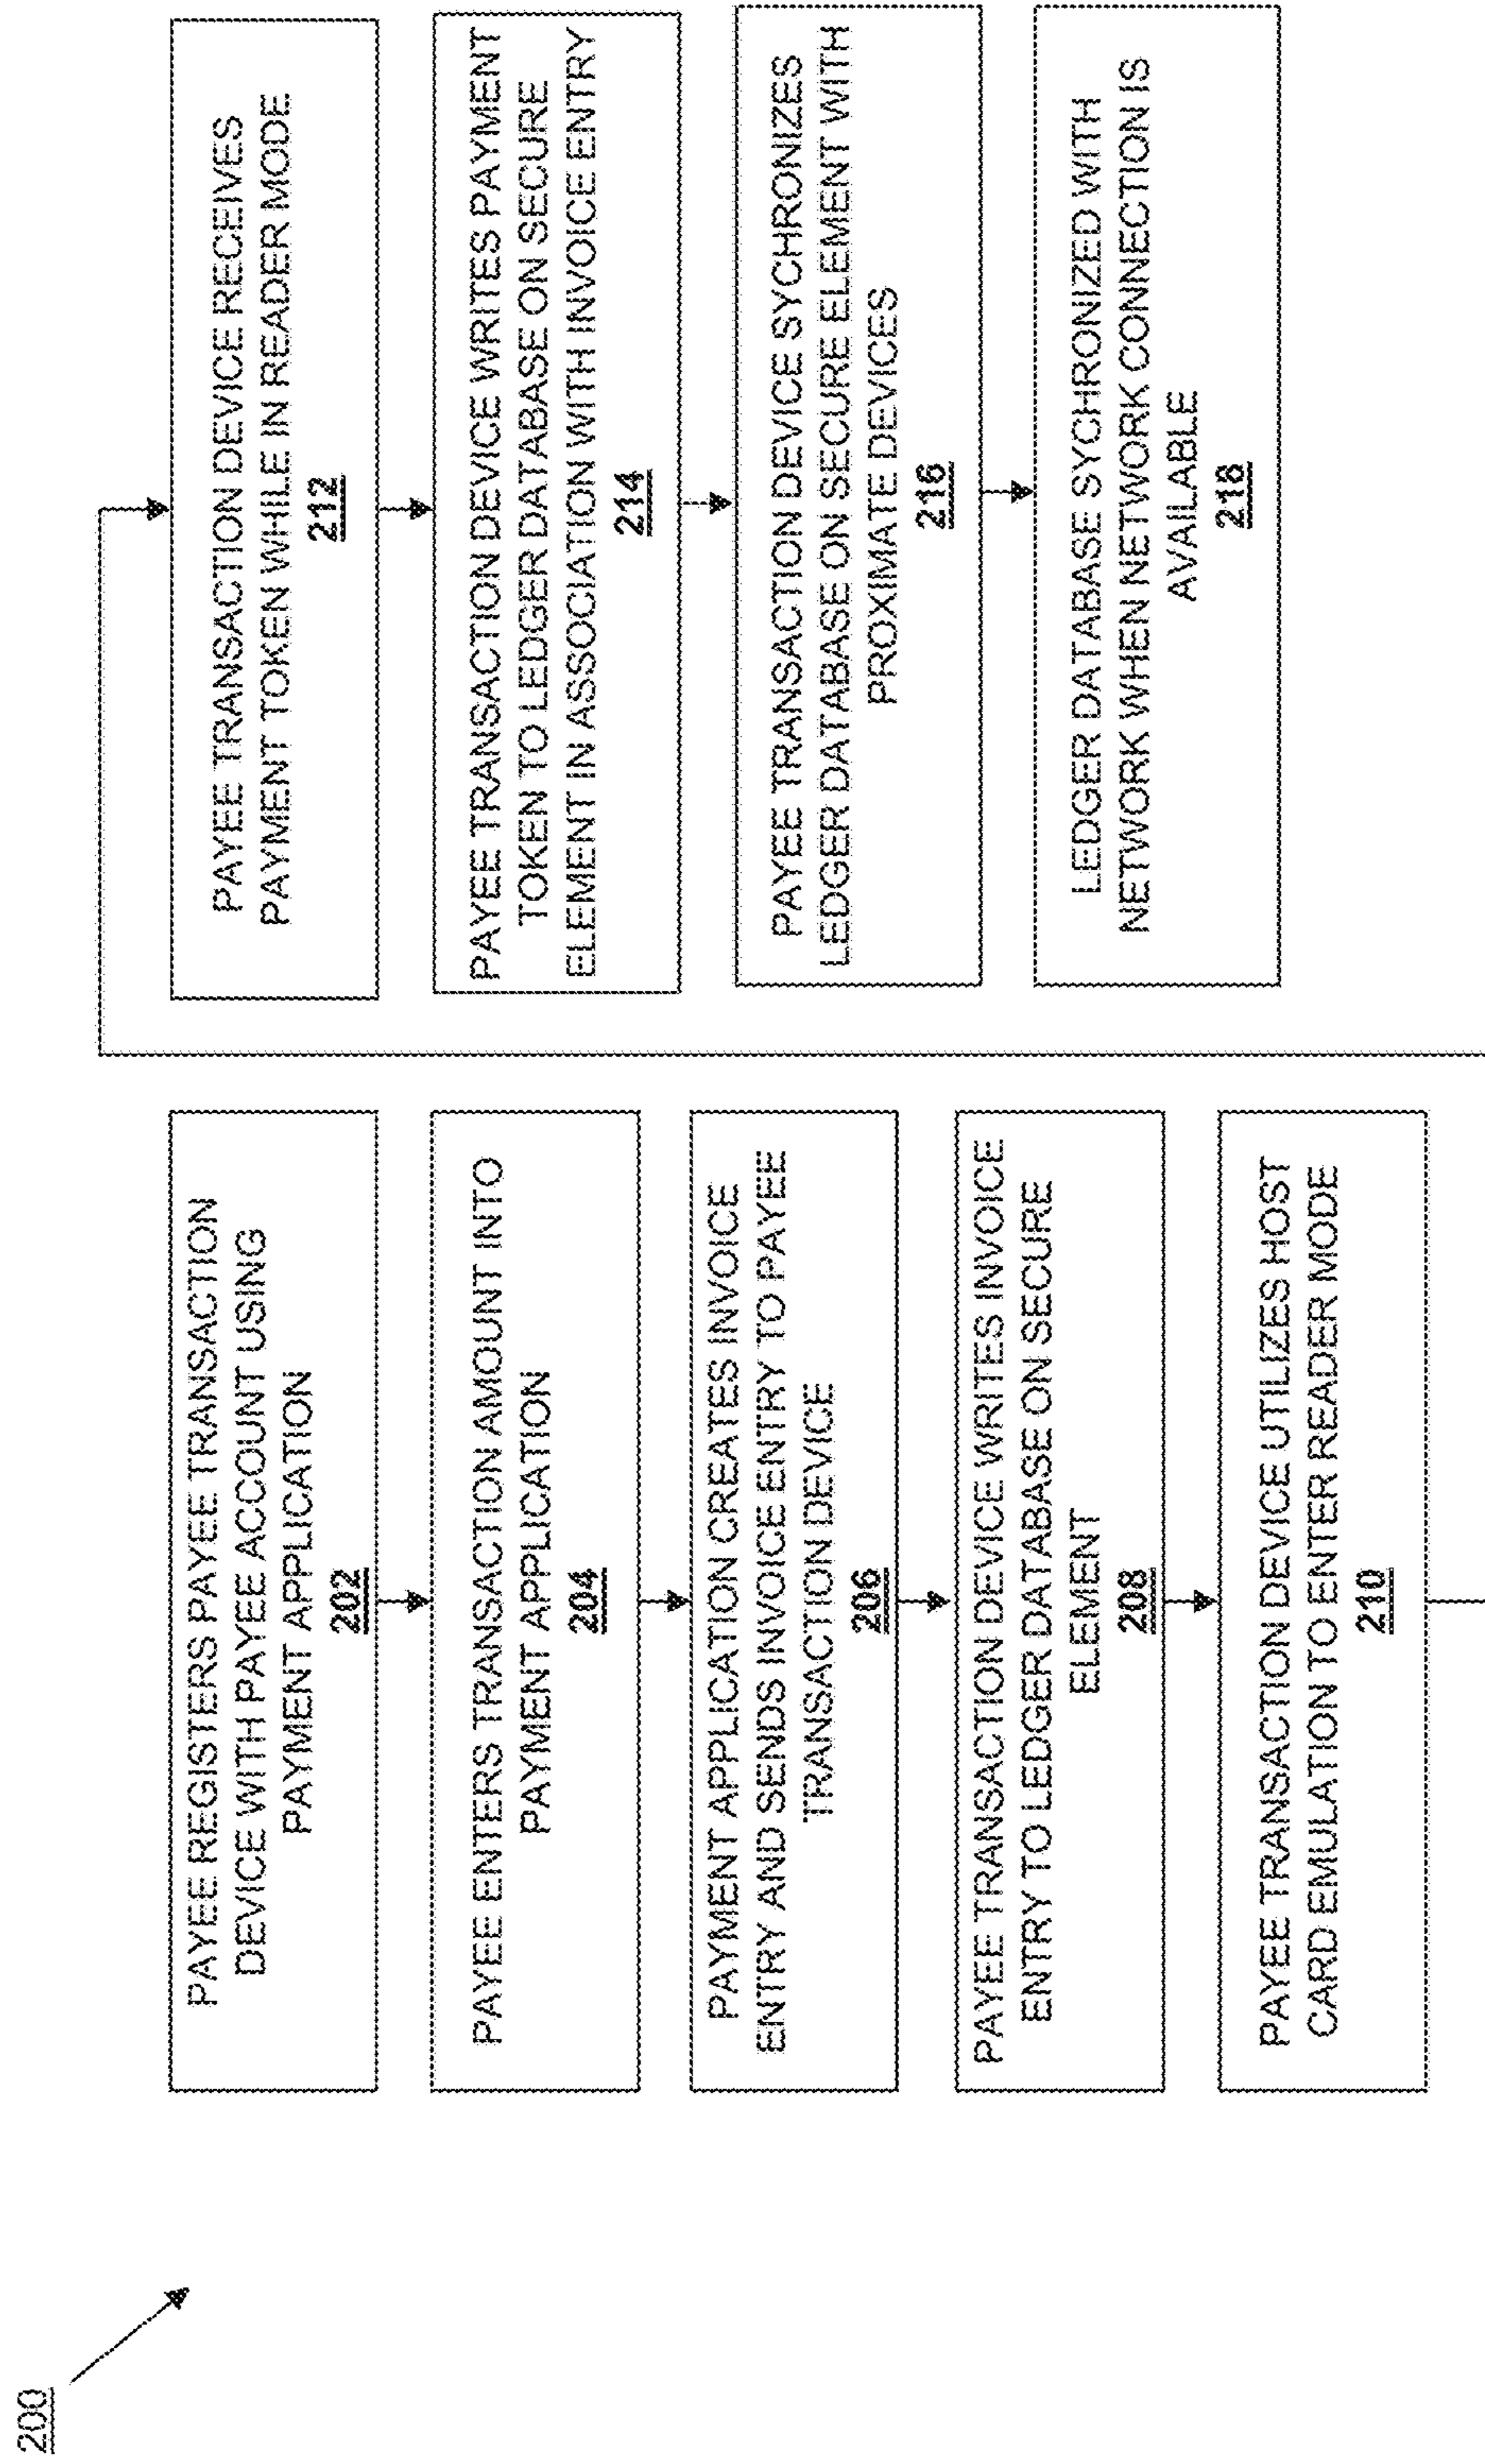 200
PAYEE REGISTERS PAYEE TRANSACTION
DEVICE WITH PAYEE ACCOUNT USING
PAYMENT APPLICATION
202
PAYEE ENTERS TRANSACTION AMOUNT INTO
PAYMENT APPLICATION
204
PAYMENT APPLICATION CREATES INVOICE
ENTRY AND SENDS INVOICE ENTRY TO PAYEE
TRANSACTION DEVICE
206
PAYEE TRANSACTION DEVICE WRITES INVOICE
ENTRY TO LEDGER DATABASE ON SECURE
ELEMENT
208
PAYEE TRANSACTION DEVICE UTILIZES HOST
CARD EMULATION TO ENTER READER MODE
210
PAYEE TRANSACTION DEVICE RECEIVES
PAYMENT TOKEN WHILE IN READER MODE
212
PAYEE TRANSACTION DEVICE WRITES PAYMENT
TOKEN TO LEDGER DATABASE ON SECURE
ELEMENT IN ASSOCIATION WITH INVOICE ENTRY
214
PAYEE TRANSACTION DEVICE SYCHRONIZES
LEDGER DATABASE ON SECURE ELEMENT WITH
PROXIMATE DEVICES
216
LEDGER DATABASE SYCHRONIZED WITH
NETWORK WHEN NETWORK CONNECTION IS
AVAILABLE
218